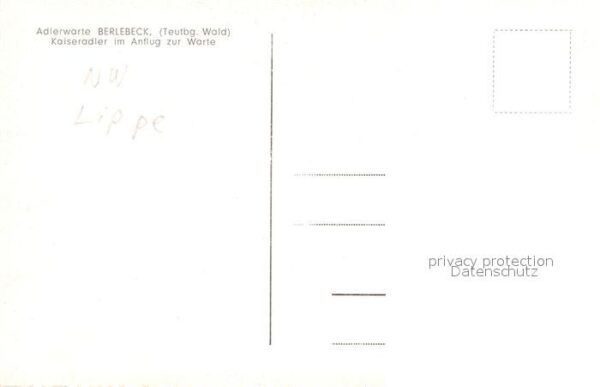 Adlerwarte BERLEBECK, (Teutbg. Wald)
Kaiseradler im Anflug zur Warte
NW
Lippe
privacy protection
Datenschutz